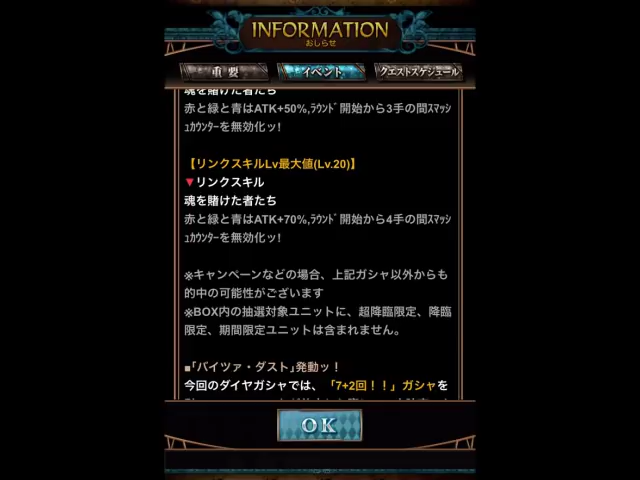 INFORMATION
おしらせ
重要
イベント
クエストスケジュール
魂を賭けた者たち
赤と緑と青はATK+50%,ﾗｳﾝﾄﾞ開始から3手の間ｽﾏｯｼ
ｭｶｳﾝﾀｰを無効化ッ!
【リンクスキルLv最大値(Lv.20)】
▼リンクスキル
魂を賭けた者たち
赤と緑と青はATK+70%,ﾗｳﾝﾄﾞ開始から4手の間ｽﾏｯｼ
ｭｶｳﾝﾀｰを無効化ッ!
※キャンペーンなどの場合、上記ガシャ以外からも
的中の可能性がございます
※BOX内の抽選対象ユニットに、超降臨限定、降臨
限定、期間限定ユニットは含まれません。
■｢バイツァ・ダスト｣発動ッ！
今回のダイヤガシャでは、「7+2回！！」ガシャを
OK